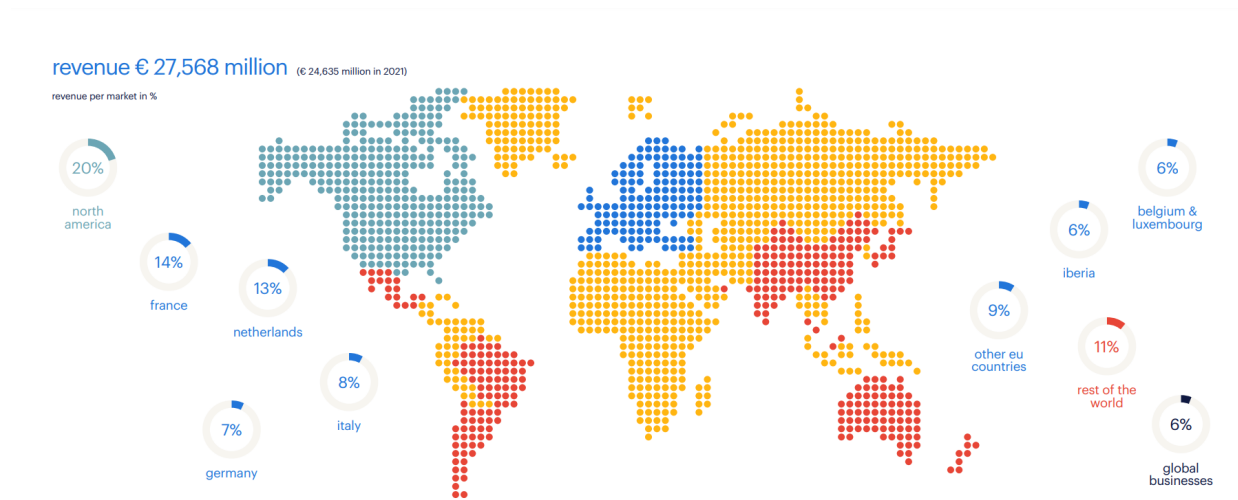 revenue € 27,568 million (€ 24,635 million in 2021)
revenue per market in %
20%
north
america
14%
france
13%
netherlands
8%
italy
7%
germany
6%
belgium &
luxembourg
6%
iberia
9%
other eu
countries
11%
rest of the
world
6%
global
businesses